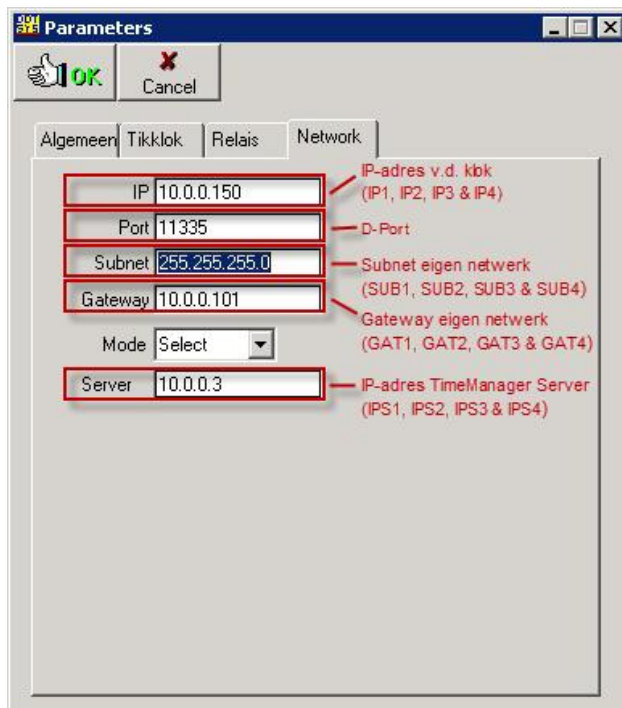 Parameters
OK
Cancel
Algemeen Tikklok Relais Network
IP 10.0.0.150
IP-adres v.d. kbk
(IP1, IP2, IP3 & IP4)
Port 11335
D-Port
Subnet 255.255.255.0
Subnet eigen netwerk
(SUB1, SUB2, SUB3 & SUB4)
Gateway 10.0.0.101
Gateway eigen netwerk
(GAT1, GAT2, GAT3 & GAT4)
Mode Select
Server 10.0.0.3
IP-adres TimeManager Server
(IPS1, IPS2, IPS3 & IPS4)